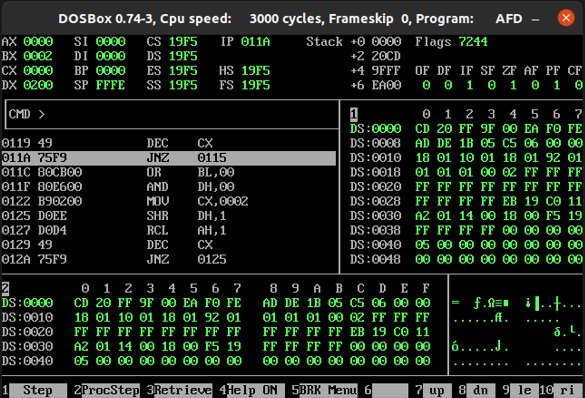 DOSBox 0.74-3, Cpu speed: 3000 cycles, Frameskip 0, Program: AFD
AX 0000 SI 0000 CS 19F5 IP 011A Stack +0 0000 Flags 7244
BX 0002 DI 0000 DS 19F5 +2 20CD
CX 0000 BP 0000 ES 19F5 HS 19F5 +4 9FFF OF DF IF SF ZF AF PF CF
DX 0200 SP FFFE SS 19F5 FS 19F5 +6 EA00 0 0 1 0 1 0 1 0
CMD >
1 0 1 2 3 4 5 6 7
DS:0000 CD 20 FF 9F 00 EA F0 FE
DS:0008 AD DE 1B 05 C5 06 00 00
DS:0010 18 01 10 01 18 01 92 01
DS:0018 01 01 01 00 02 FF FF FF
DS:0020 FF FF FF FF FF FF FF FF
DS:0028 FF FF FF FF EB 19 C0 11
DS:0030 A2 01 14 00 18 00 F5 19
DS:0038 FF FF FF FF 00 00 00 00
DS:0040 05 00 00 00 00 00 00 00
DS:0048 00 00 00 00 00 00 00 00
0119 49 DEC CX
011A 75F9 JNZ 0115
011C 80CB00 OR BL,00
011F 80E600 AND DH,00
0122 B90200 MOV CX,0002
0125 D0EE SHR DH,1
0127 D0D4 RCL AH,1
0129 49 DEC CX
012A 75F9 JNZ 0125
2 0 1 2 3 4 5 6 7 8 9 A B C D E F
DS:0000 CD 20 FF 9F 00 EA F0 FE AD DE 1B 05 C5 06 00 00
DS:0010 18 01 10 01 18 01 92 01 01 01 01 00 02 FF FF FF
DS:0020 FF FF FF FF FF FF FF FF FF FF FF FF EB 19 C0 11
DS:0030 A2 01 14 00 18 00 F5 19 FF FF FF FF 00 00 00 00
DS:0040 05 00 00 00 00 00 00 00 00 00 00 00 00 00 00 00
1 Step 2 ProcStep 3 Retrieve 4 Help ON 5 BRK Menu 6 7 up 8 dn 9 le 10 ri